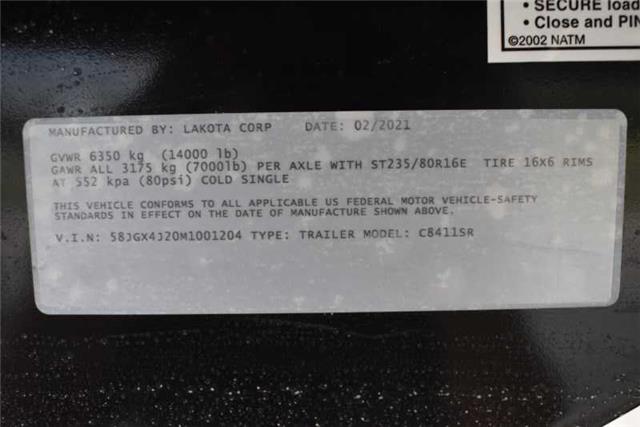 • SECURE load
• Close and PIN
©2002 NATM
MANUFACTURED BY: LAKOTA CORP DATE: 02/2021
GVWR 6350 kg (14000 lb)
GAWR ALL 3175 kg (7000lb) PER AXLE WITH ST235/80R16E TIRE 16X6 RIMS
AT 552 kpa (80psi) COLD SINGLE
THIS VEHICLE CONFORMS TO ALL APPLICABLE US FEDERAL MOTOR VEHICLE-SAFETY
STANDARDS IN EFFECT ON THE DATE OF MANUFACTURE SHOWN ABOVE.
V.I.N: 58JGX4J20M1001204 TYPE: TRAILER MODEL: C8411SR